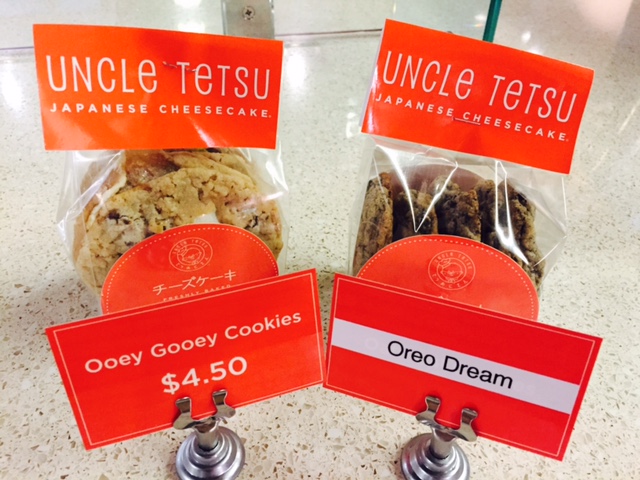 UNCLE TETSU
JAPANESE CHEESECAKE
UNCLE TETSU
JAPANESE CHEESECAKE
チーズケーキ
Ooey Gooey Cookies
$4.50
Oreo Dream